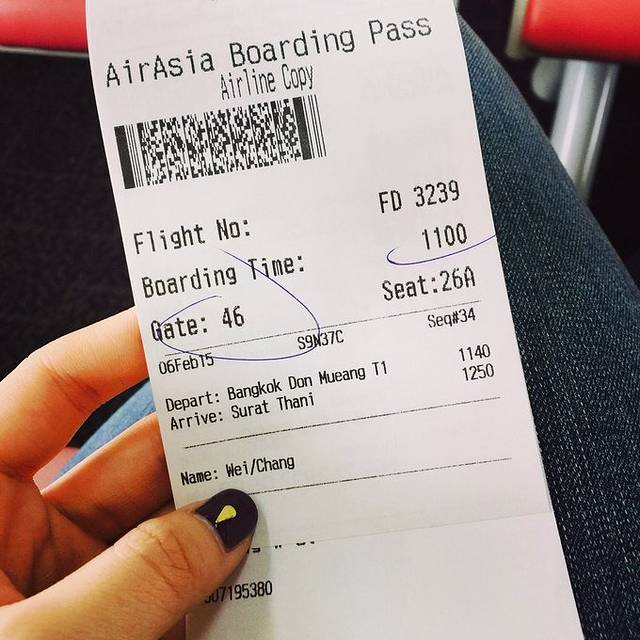 AirAsia Boarding Pass
Airline Copy
Flight No: FD 3239
Boarding Time: 1100
Gate: 46 Seat:26A
06Feb15 S9N37C Seq#34
Depart: Bangkok Don Mueang T1 1140
Arrive: Surat Thani 1250
Name: Wei/Chang
07195380